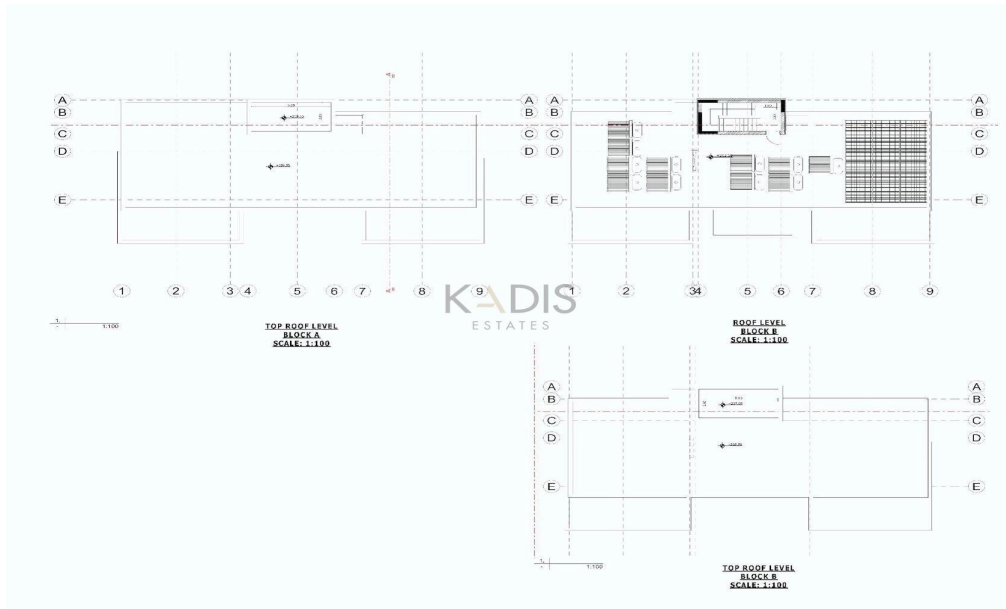 A
B
C
D
E
A
B
C
D
E
1 2 3 4 5 6 7 8 9
1:100
TOP ROOF LEVEL
BLOCK A
SCALE: 1:100
A
B
C
D
E
A
B
C
D
E
1 2 3 4 5 6 7 8 9
ROOF LEVEL
BLOCK B
SCALE: 1:100
KADIS
ESTATES
A
B
C
D
E
A
B
C
D
E
1:100
TOP ROOF LEVEL
BLOCK B
SCALE: 1:100